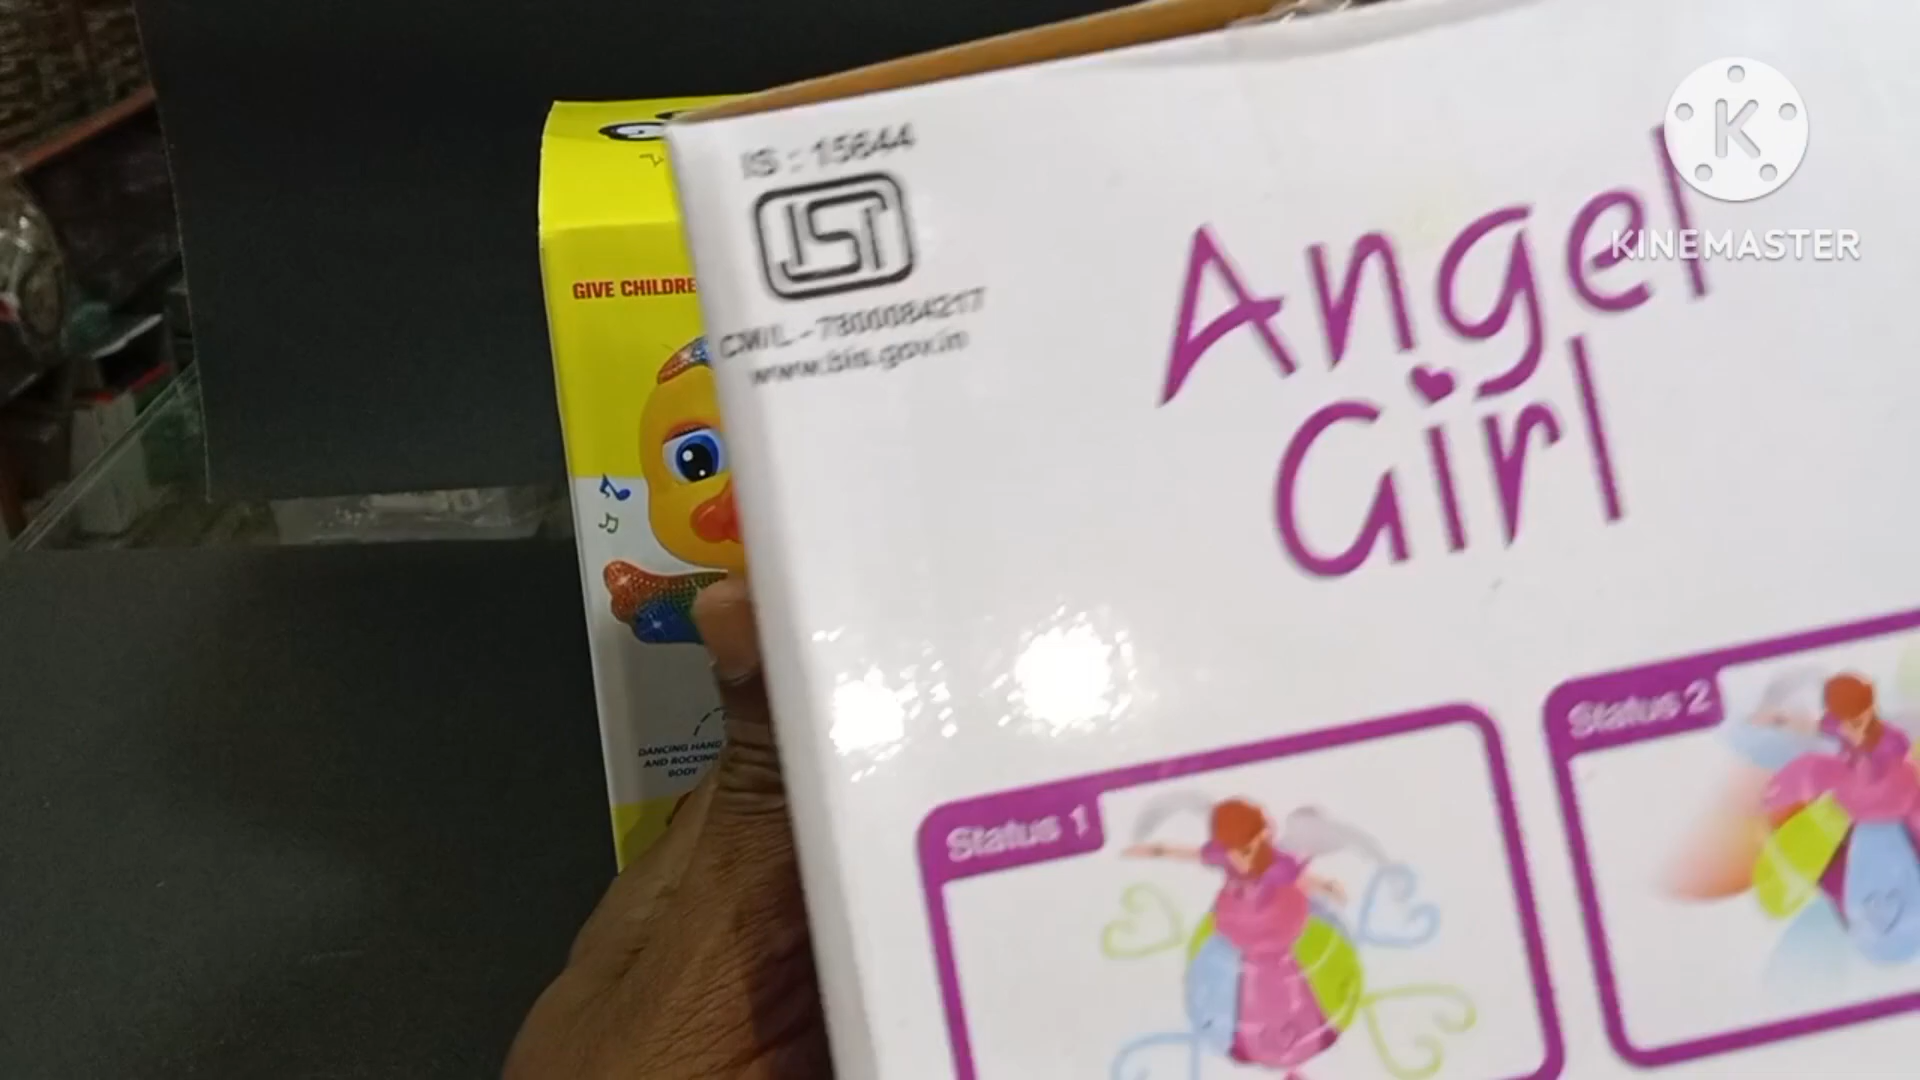 IS : 15644
ISI
CM/L - 7800084217
www.bis.gov.in
Angel
Girl
KINEMASTER
GIVE CHILDRE
DANCING HAND
AND ROCKING
BODY
Status 1
Status 2